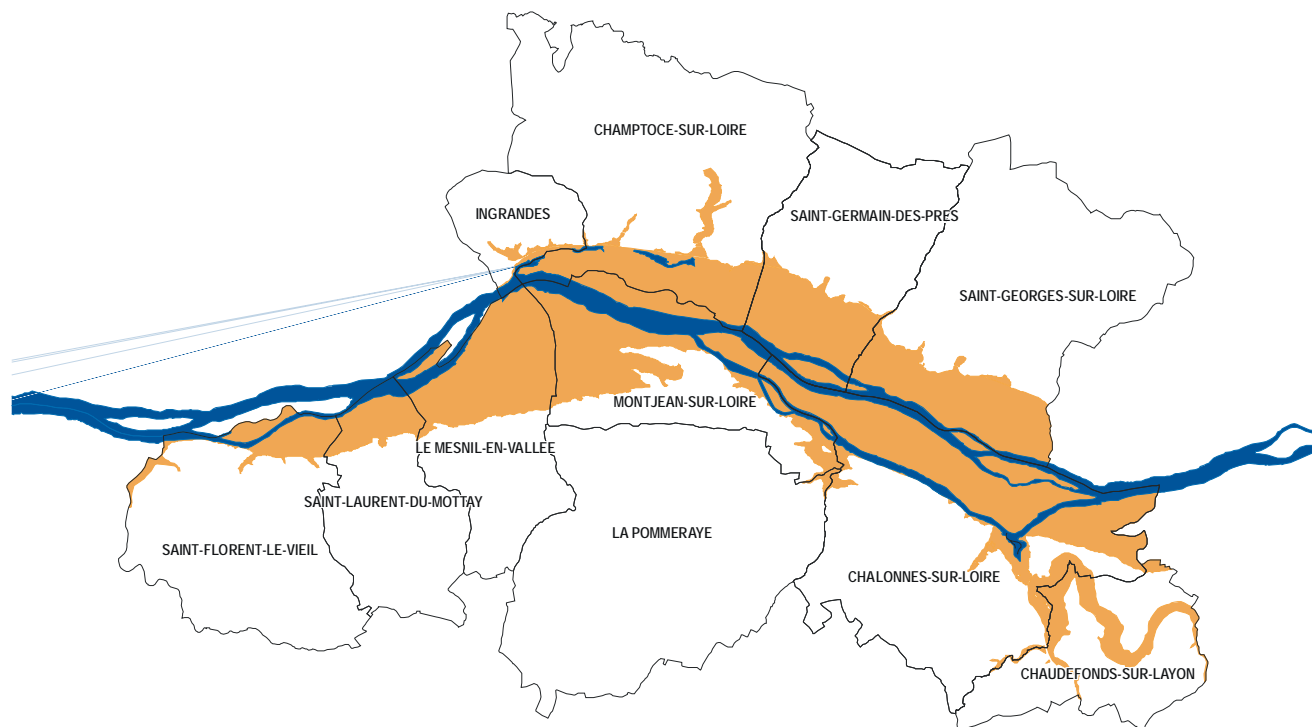 CHAMPTOCE-SUR-LOIRE
INGRANDES
SAINT-GERMAIN-DES-PRES
SAINT-GEORGES-SUR-LOIRE
MONTJEAN-SUR-LOIRE
LE MESNIL-EN-VALLEE
SAINT-LAURENT-DU-MOTTAY
LA POMMERAYE
SAINT-FLORENT-LE-VIEIL
CHALONNES-SUR-LOIRE
CHAUDEFONDS-SUR-LAYON